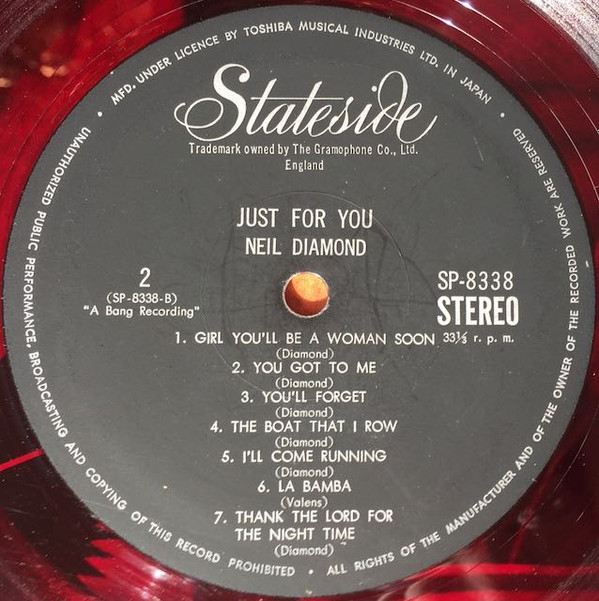 • MFD. UNDER LICENCE BY TOSHIBA MUSICAL INDUSTRIES LTD. IN JAPAN •
Stateside
Trademark owned by The Gramophone Co., Ltd.
England
JUST FOR YOU
NEIL DIAMOND
2
(SP-8338-B)
"A Bang Recording"
SP-8338
STEREO
33⅓ r. p. m.
1. GIRL YOU'LL BE A WOMAN SOON
(Diamond)
2. YOU GOT TO ME
(Diamond)
3. YOU'LL FORGET
(Diamond)
4. THE BOAT THAT I ROW
(Diamond)
5. I'LL COME RUNNING
(Diamond)
6. LA BAMBA
(Valens)
7. THANK THE LORD FOR
THE NIGHT TIME
(Diamond)
UNAUTHORIZED PUBLIC PERFORMANCE, BROADCASTING AND COPYING OF THIS RECORD PROHIBITED • ALL RIGHTS OF THE MANUFACTURER AND OF THE OWNER OF THE RECORDED WORK ARE RESERVED